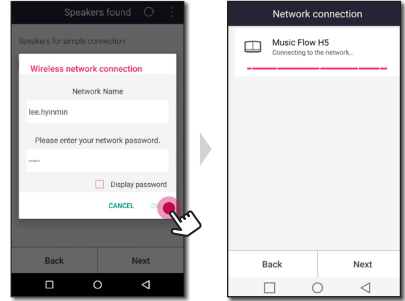 Speakers found
Speakers for simple connection
Wireless network connection
Network Name
lee.hyinmin
Please enter your network password.
······
Display password
CANCEL
Back
Next
Network connection
Music Flow H5
Connecting to the network...
Back
Next